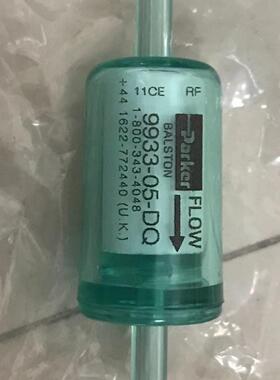 11CE RF
Parker
BALSTON
9933-05-DQ
1-800-343-4048
+44 1622-772440 (U.K.)
FLOW